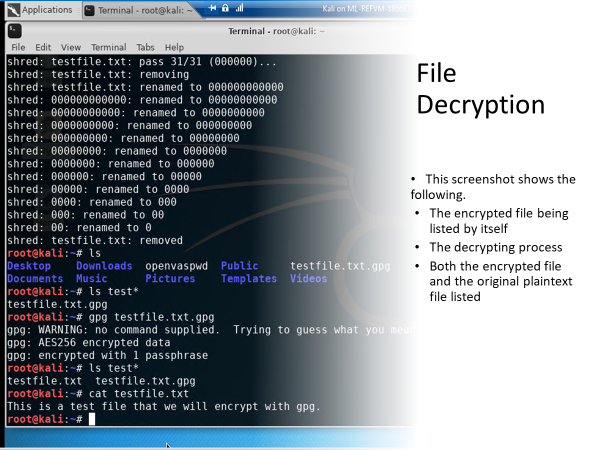 Applications
Terminal - root@kali: ~
Kali on ML-REFVM
Terminal - root@kali: ~
File Edit View Terminal Tabs Help
shred: testfile.txt: pass 31/31 (000000)...
shred: testfile.txt: removing
shred: testfile.txt: renamed to 000000000000
shred: 000000000000: renamed to 00000000000
shred: 00000000000: renamed to 0000000000
shred: 0000000000: renamed to 000000000
shred: 000000000: renamed to 00000000
shred: 00000000: renamed to 0000000
shred: 0000000: renamed to 000000
shred: 000000: renamed to 00000
shred: 00000: renamed to 0000
shred: 0000: renamed to 000
shred: 000: renamed to 00
shred: 00: renamed to 0
shred: testfile.txt: removed
root@kali:~# ls
Desktop Downloads openvaspwd Public testfile.txt.gpg
Documents Music Pictures Templates Videos
root@kali:~# ls test*
testfile.txt.gpg
root@kali:~# gpg testfile.txt.gpg
gpg: WARNING: no command supplied. Trying to guess what you
gpg: AES256 encrypted data
gpg: encrypted with 1 passphrase
root@kali:~# ls test*
testfile.txt testfile.txt.gpg
root@kali:~# cat testfile.txt
This is a test file that we will encrypt with gpg.
root@kali:~#
File
Decryption
• This screenshot shows the
following.
• The encrypted file being
listed by itself
• The decrypting process
• Both the encrypted file
and the original plaintext
file listed